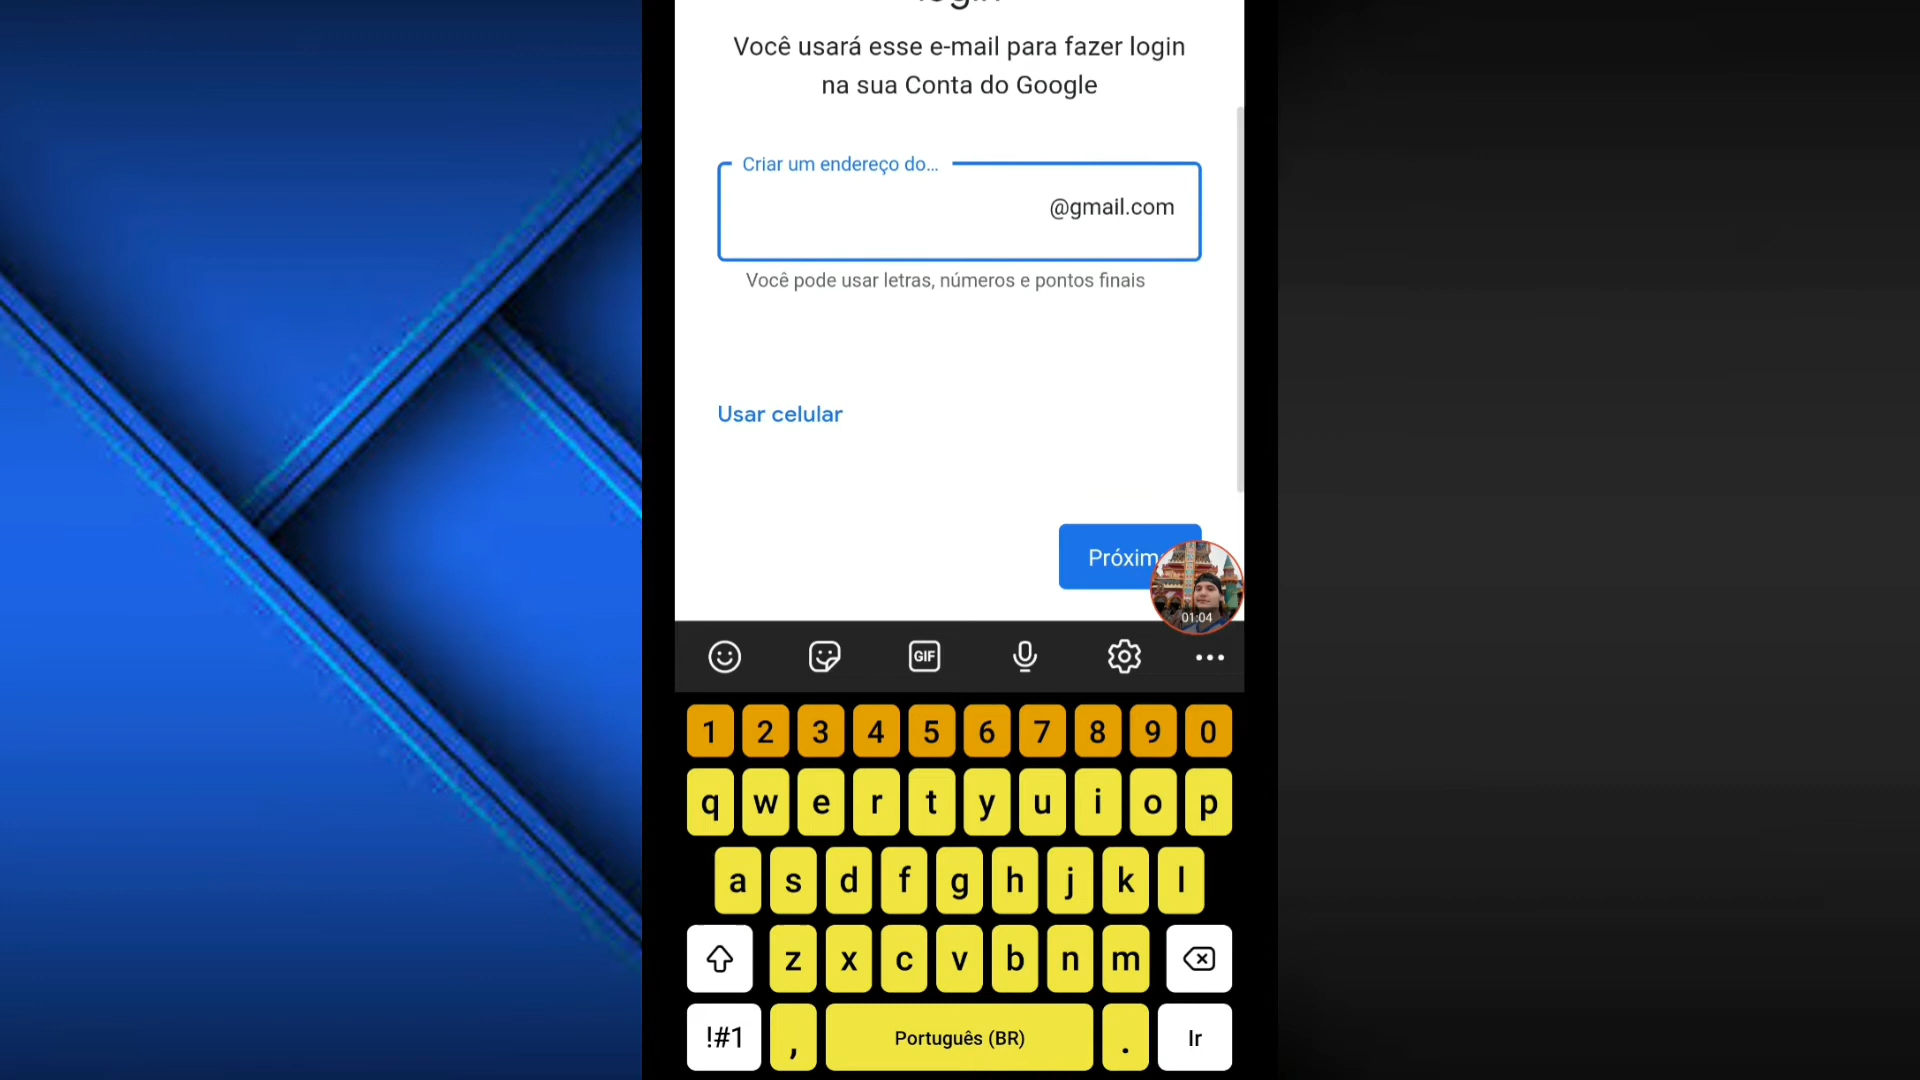 login
Você usará esse e-mail para fazer login
na sua Conta do Google
Criar um endereço do...
@gmail.com
Você pode usar letras, números e pontos finais
Usar celular
Próxim
01:04
GIF
1 2 3 4 5 6 7 8 9 0
q w e r t y u i o p
a s d f g h j k l
z x c v b n m
!#1 , Português (BR) . Ir